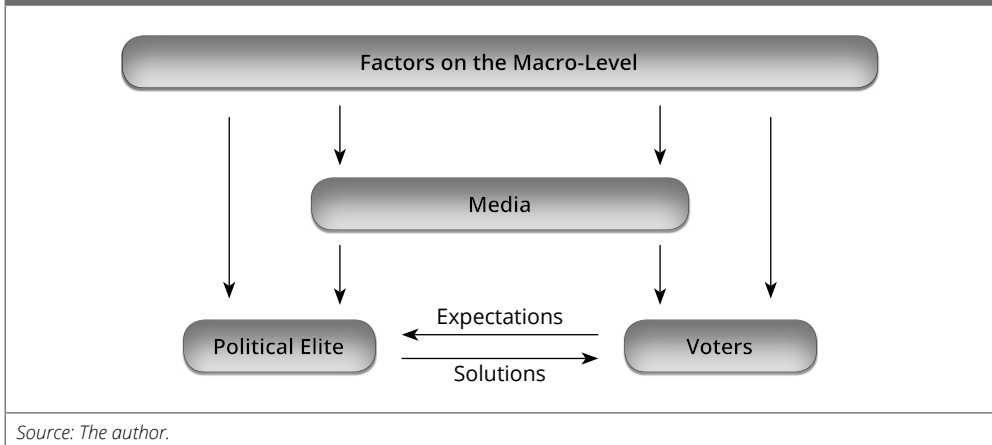 Factors on the Macro-Level
Media
Expectations
Political Elite
Voters
Solutions
Source: The author.